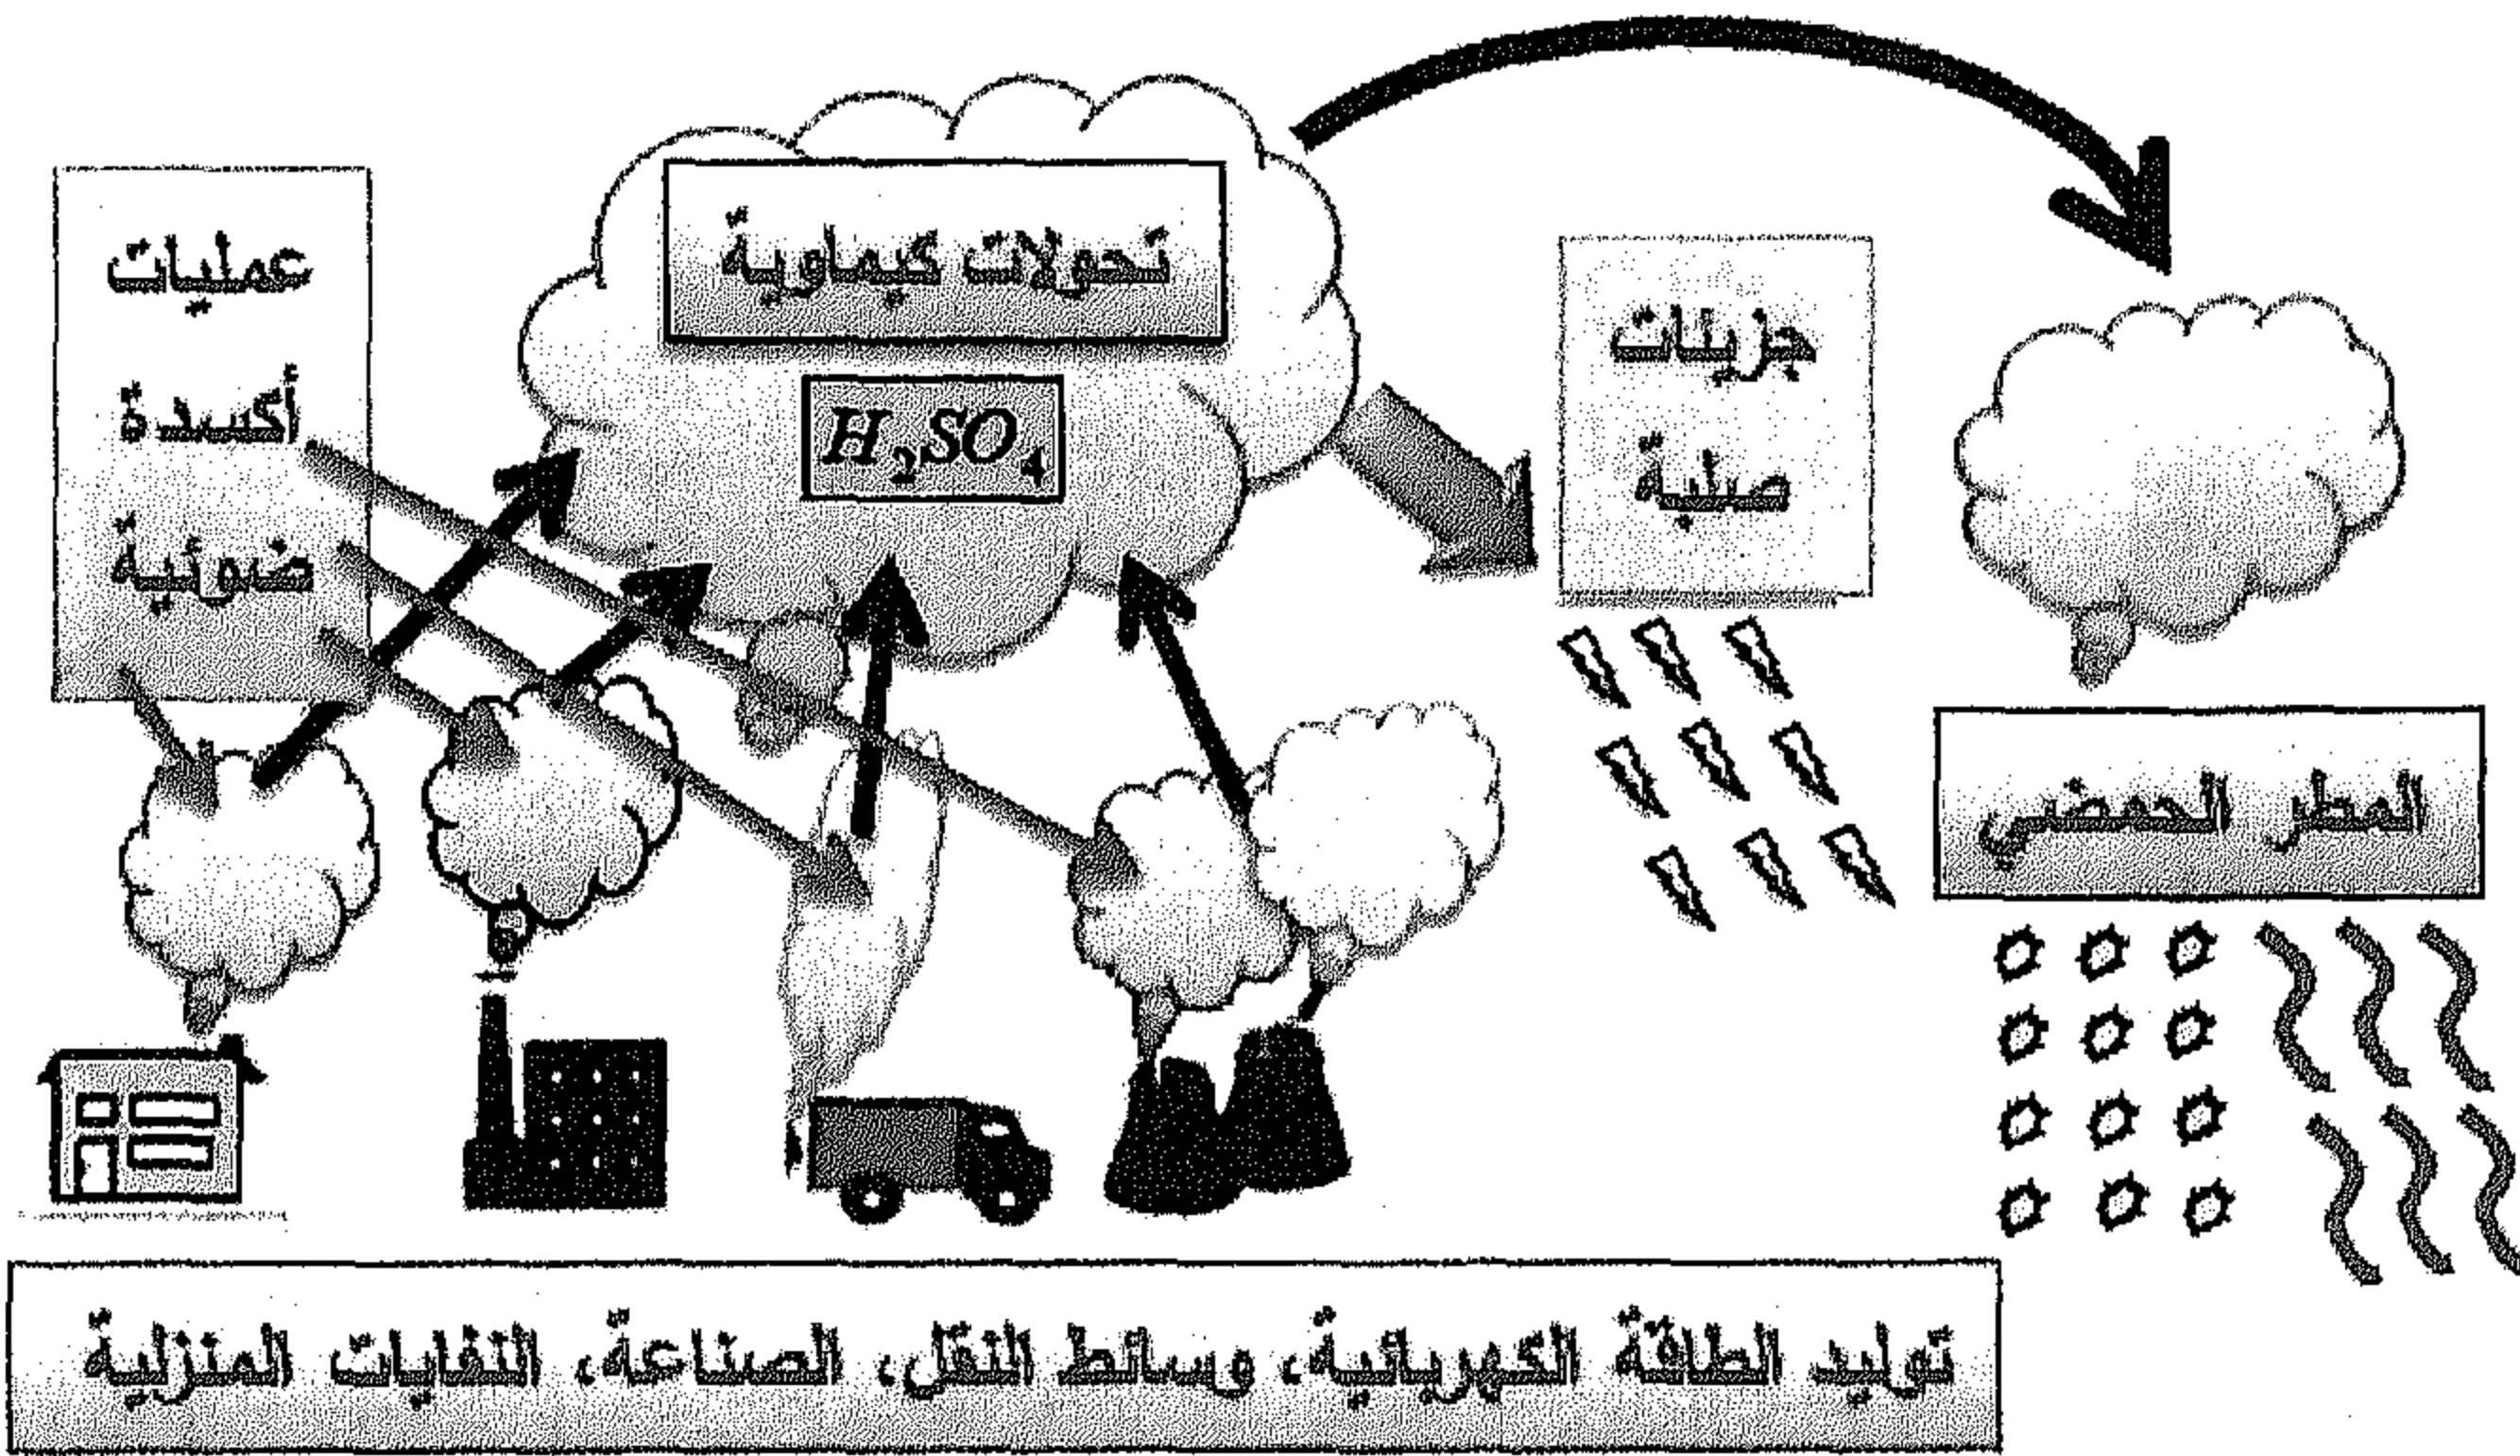 تحولات كيماوية
H₂SO₄
عمليات
أكسدة
ضوئية
جزيئات
صلبة
المطر الحمضي
توليد الطاقة الكهربائية، وسائط النقل، الصناعة، النفايات المنزلية